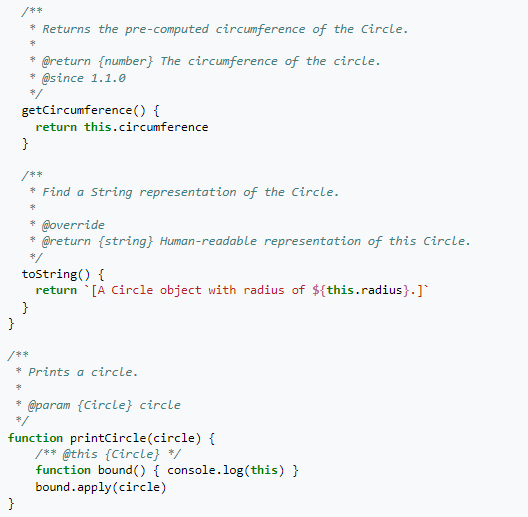 /**
 * Returns the pre-computed circumference of the Circle.
 *
 * @return {number} The circumference of the circle.
 * @since 1.1.0
 */
getCircumference() {
  return this.circumference
}
/**
 * Find a String representation of the Circle.
 *
 * @override
 * @return {string} Human-readable representation of this Circle.
 */
toString() {
  return `[A Circle object with radius of ${this.radius}.]`
}
}
/**
 * Prints a circle.
 *
 * @param {Circle} circle
 */
function printCircle(circle) {
    /** @this {Circle} */
    function bound() { console.log(this) }
    bound.apply(circle)
}